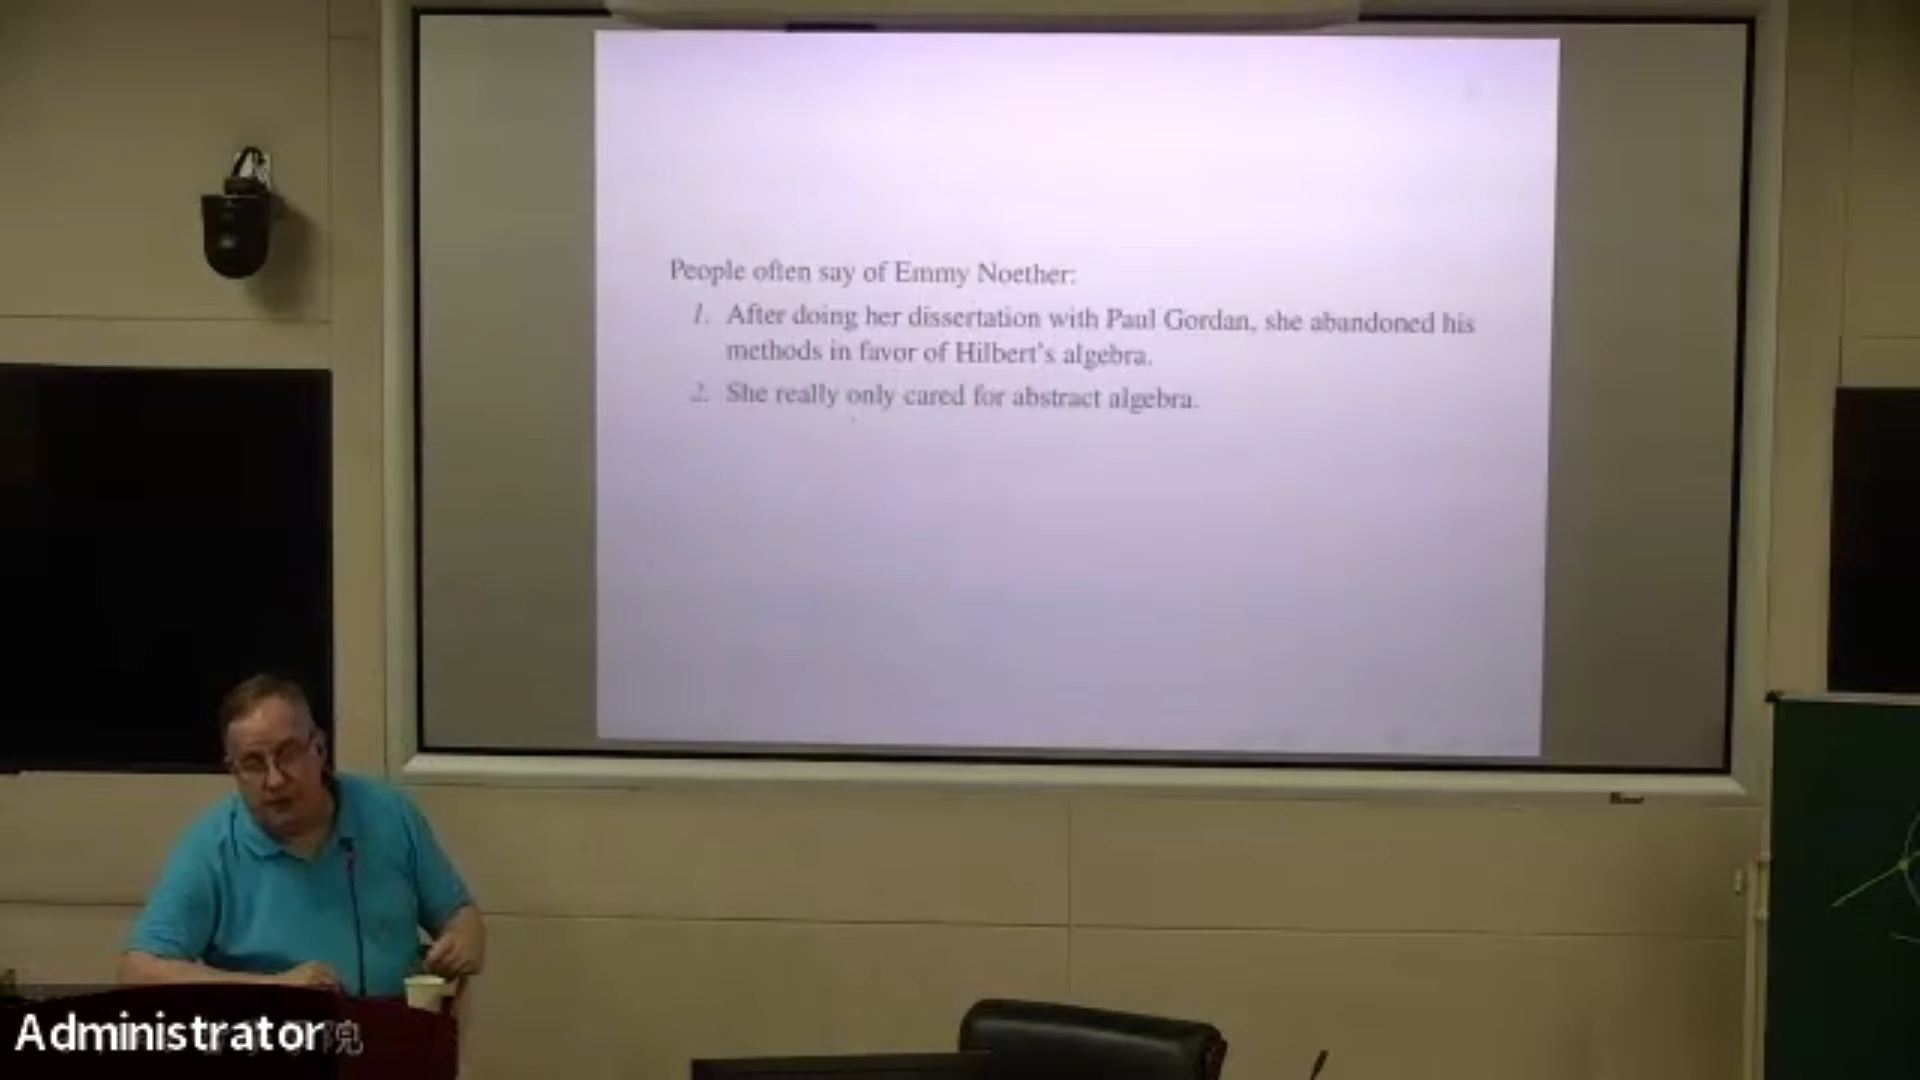 People often say of Emmy Noether:
1. After doing her dissertation with Paul Gordan, she abandoned his
methods in favor of Hilbert's algebra.
2. She really only cared for abstract algebra.
Administrator
院